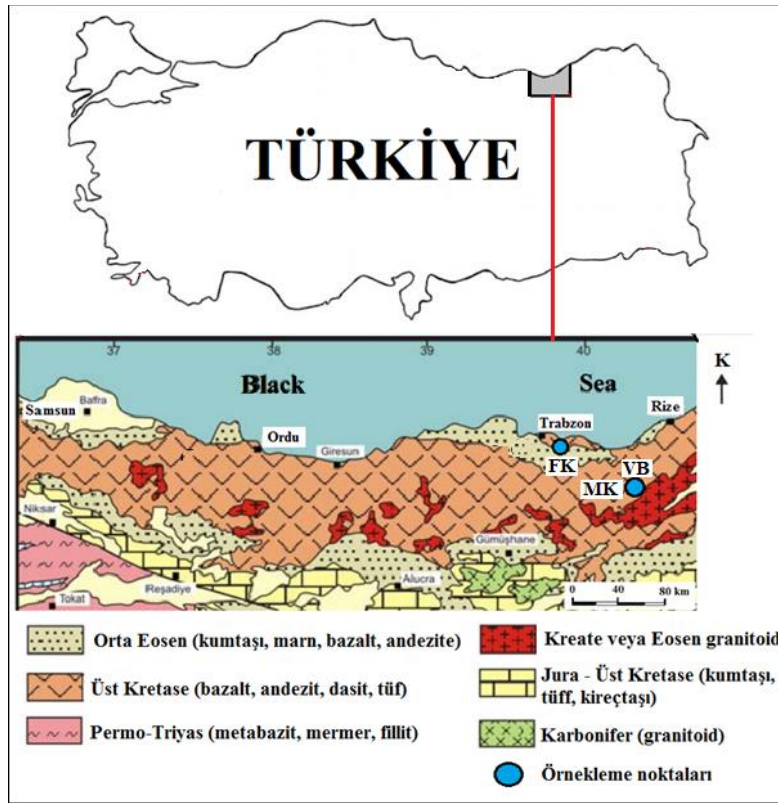 TÜRKİYE
37 38 39 40
K
Black Sea
Bafra
Samsun
Ordu
Giresun
Trabzon
Rize
FK
VB
MK
Niksar
Gümüşhane
Reşadiye
Alucra
Tokat
0 40 80 km
Orta Eosen (kumtaşı, marn, bazalt, andezite)
Kreate veya Eosen granitoid
Üst Kretase (bazalt, andezit, dasit, tüf)
Jura - Üst Kretase (kumtaşı,
tüff, kireçtaşı)
Permo-Triyas (metabazit, mermer, fillit)
Karbonifer (granitoid)
Örnekleme noktaları